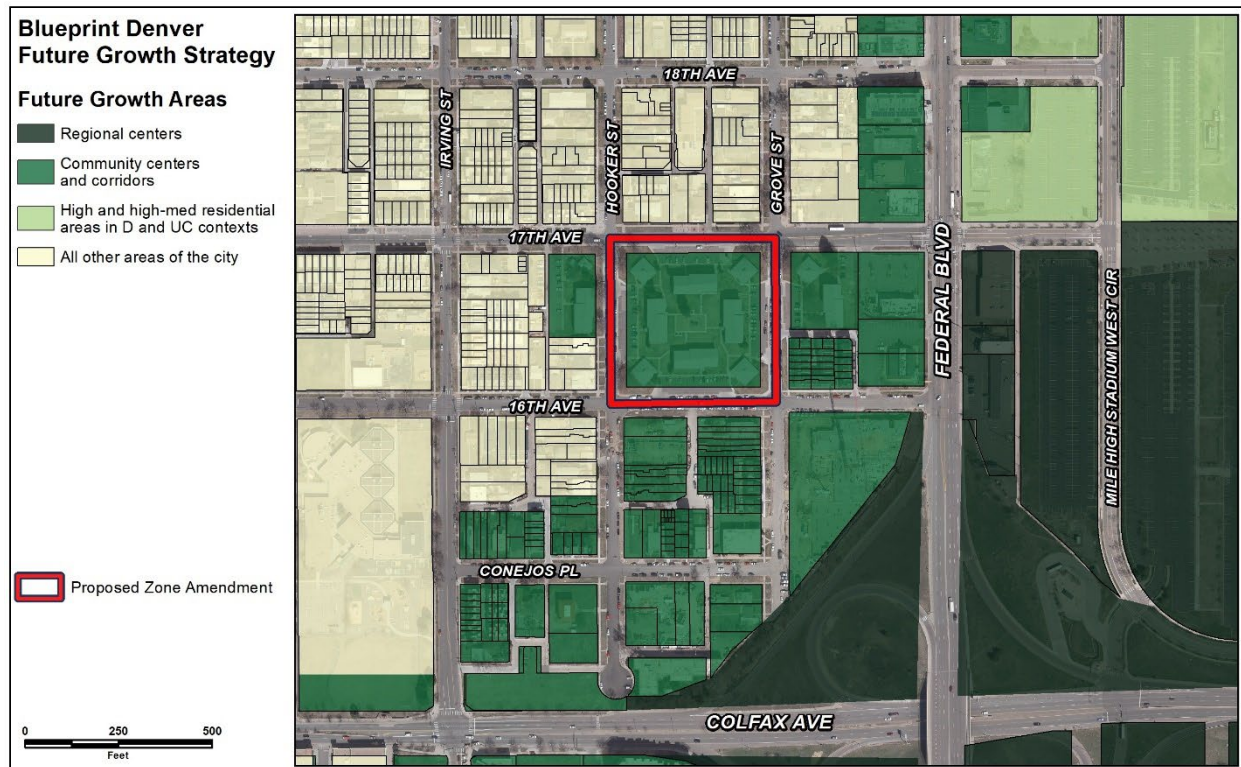 Blueprint Denver
Future Growth Strategy
Future Growth Areas
Regional centers
Community centers
and corridors
High and high-med residential
areas in D and UC contexts
All other areas of the city
Proposed Zone Amendment
0 250 500
Feet
18TH AVE
IRVING ST
HOOKER ST
GROVE ST
17TH AVE
FEDERAL BLVD
MILE HIGH STADIUM WEST CIR
16TH AVE
CONEJOS PL
COLFAX AVE